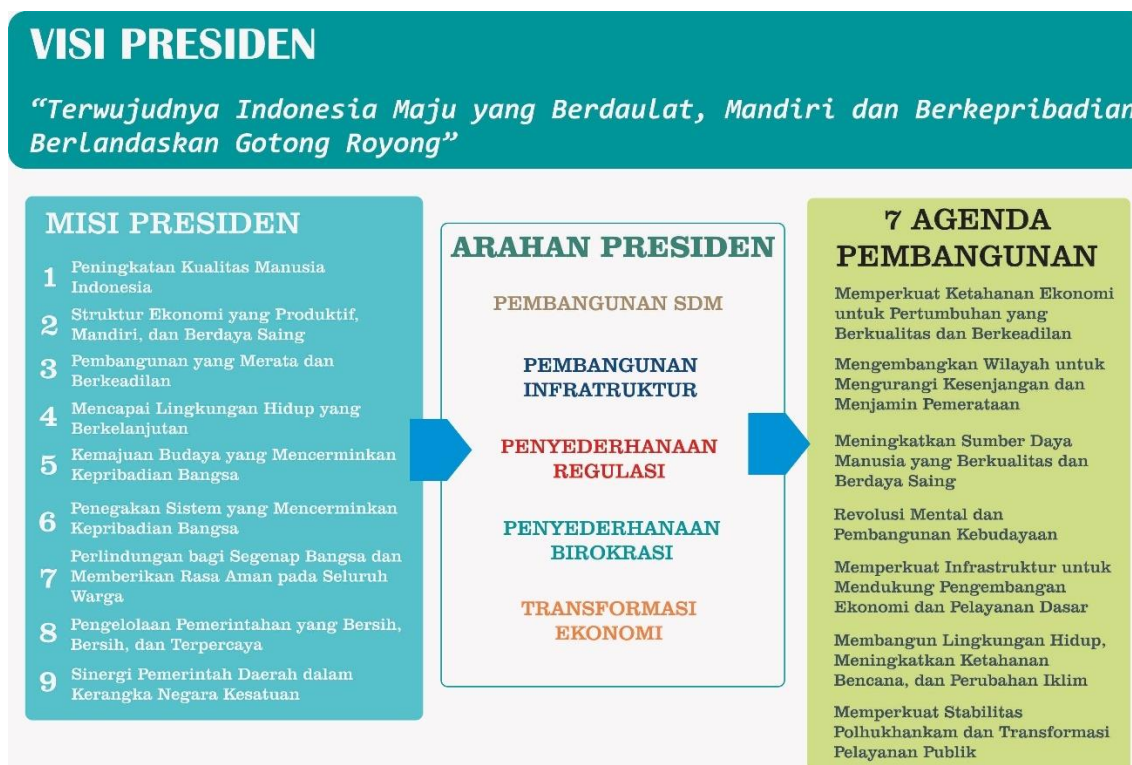 VISI PRESIDEN
“Terwujudnya Indonesia Maju yang Berdaulat, Mandiri dan Berkepribadian
Berlandaskan Gotong Royong”
MISI PRESIDEN
1 Peningkatan Kualitas Manusia
Indonesia
2 Struktur Ekonomi yang Produktif,
Mandiri, dan Berdaya Saing
3 Pembangunan yang Merata dan
Berkeadilan
4 Mencapai Lingkungan Hidup yang
Berkelanjutan
5 Kemajuan Budaya yang Mencerminkan
Kepribadian Bangsa
6 Penegakan Sistem yang Mencerminkan
Kepribadian Bangsa
7 Perlindungan bagi Segenap Bangsa dan
Memberikan Rasa Aman pada Seluruh
Warga
8 Pengelolaan Pemerintahan yang Bersih,
Bersih, dan Terpercaya
9 Sinergi Pemerintah Daerah dalam
Kerangka Negara Kesatuan
ARAHAN PRESIDEN
PEMBANGUNAN SDM
PEMBANGUNAN
INFRATRUKTUR
PENYEDERHANAAN
REGULASI
PENYEDERHANAAN
BIROKRASI
TRANSFORMASI
EKONOMI
7 AGENDA
PEMBANGUNAN
Memperkuat Ketahanan Ekonomi
untuk Pertumbuhan yang
Berkualitas dan Berkeadilan
Mengembangkan Wilayah untuk
Mengurangi Kesenjangan dan
Menjamin Pemerataan
Meningkatkan Sumber Daya
Manusia yang Berkualitas dan
Berdaya Saing
Revolusi Mental dan
Pembangunan Kebudayaan
Memperkuat Infrastruktur untuk
Mendukung Pengembangan
Ekonomi dan Pelayanan Dasar
Membangun Lingkungan Hidup,
Meningkatkan Ketahanan
Bencana, dan Perubahan Iklim
Memperkuat Stabilitas
Polhukhankam dan Transformasi
Pelayanan Publik